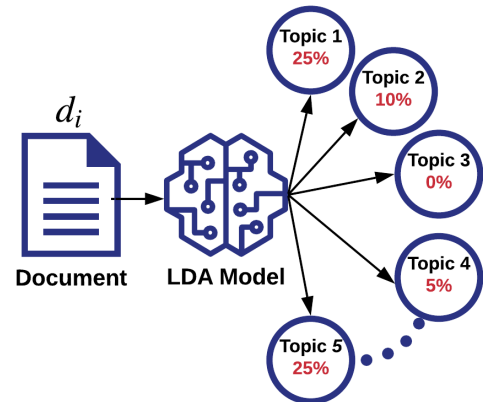 d_i
Document
LDA Model
Topic 1
25%
Topic 2
10%
Topic 3
0%
Topic 4
5%
Topic 5
25%